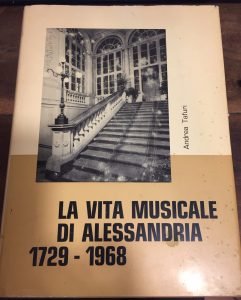 Andrea Tafuri
LA VITA MUSICALE
DI ALESSANDRIA
1729 - 1968